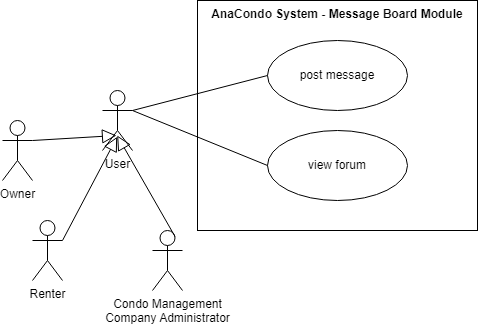 AnaCondo System - Message Board Module
post message
view forum
User
Owner
Renter
Condo Management
Company Administrator